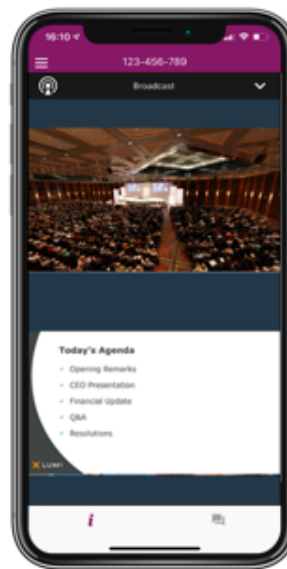 16:10
123-456-789
Broadcast
Today's Agenda
Opening Remarks
CEO Presentation
Financial Update
Q&A
Resolutions
LUMI
i